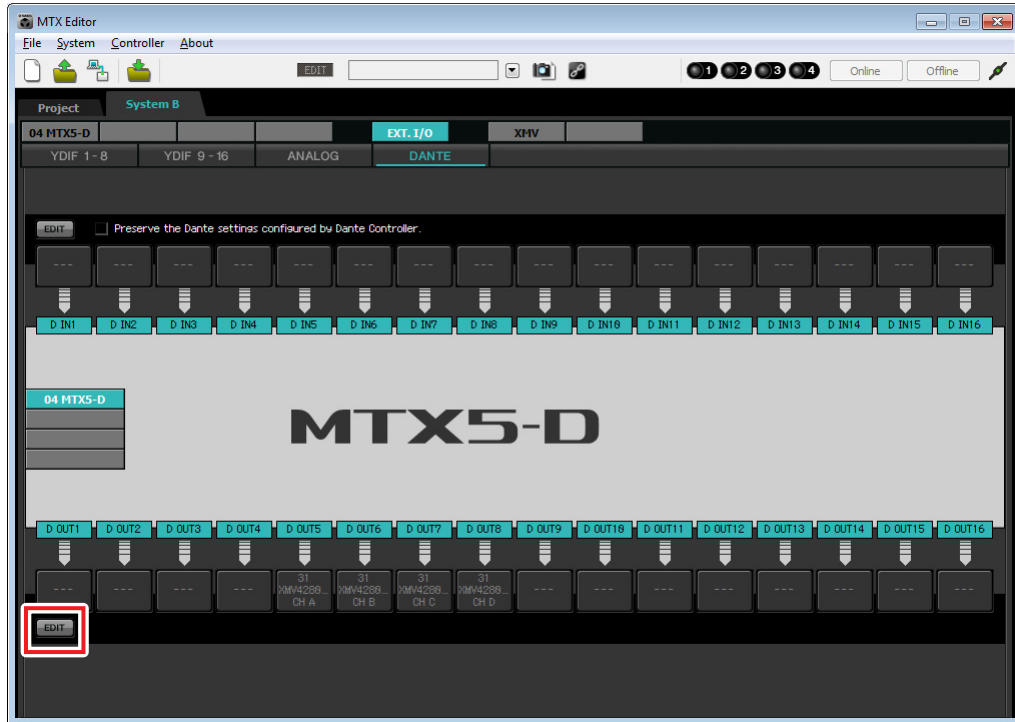 MTX Editor
File System Controller About
EDIT 1 2 3 4 Online Offline
Project System B
04 MTX5-D EXT. I/O XMV
YDIF 1 - 8 YDIF 9 - 16 ANALOG DANTE
EDIT Preserve the Dante settings configured by Dante Controller.
--- --- --- --- --- --- --- --- --- --- --- --- --- --- --- ---
D IN1 D IN2 D IN3 D IN4 D IN5 D IN6 D IN7 D IN8 D IN9 D IN10 D IN11 D IN12 D IN13 D IN14 D IN15 D IN16
04 MTX5-D
MTX5-D
D OUT1 D OUT2 D OUT3 D OUT4 D OUT5 D OUT6 D OUT7 D OUT8 D OUT9 D OUT10 D OUT11 D OUT12 D OUT13 D OUT14 D OUT15 D OUT16
31 31 31 31
--- --- --- --- XMV4280_ XMV4280_ XMV4280_ XMV4280_ --- --- --- --- --- --- --- ---
CH A CH B CH C CH D
EDIT